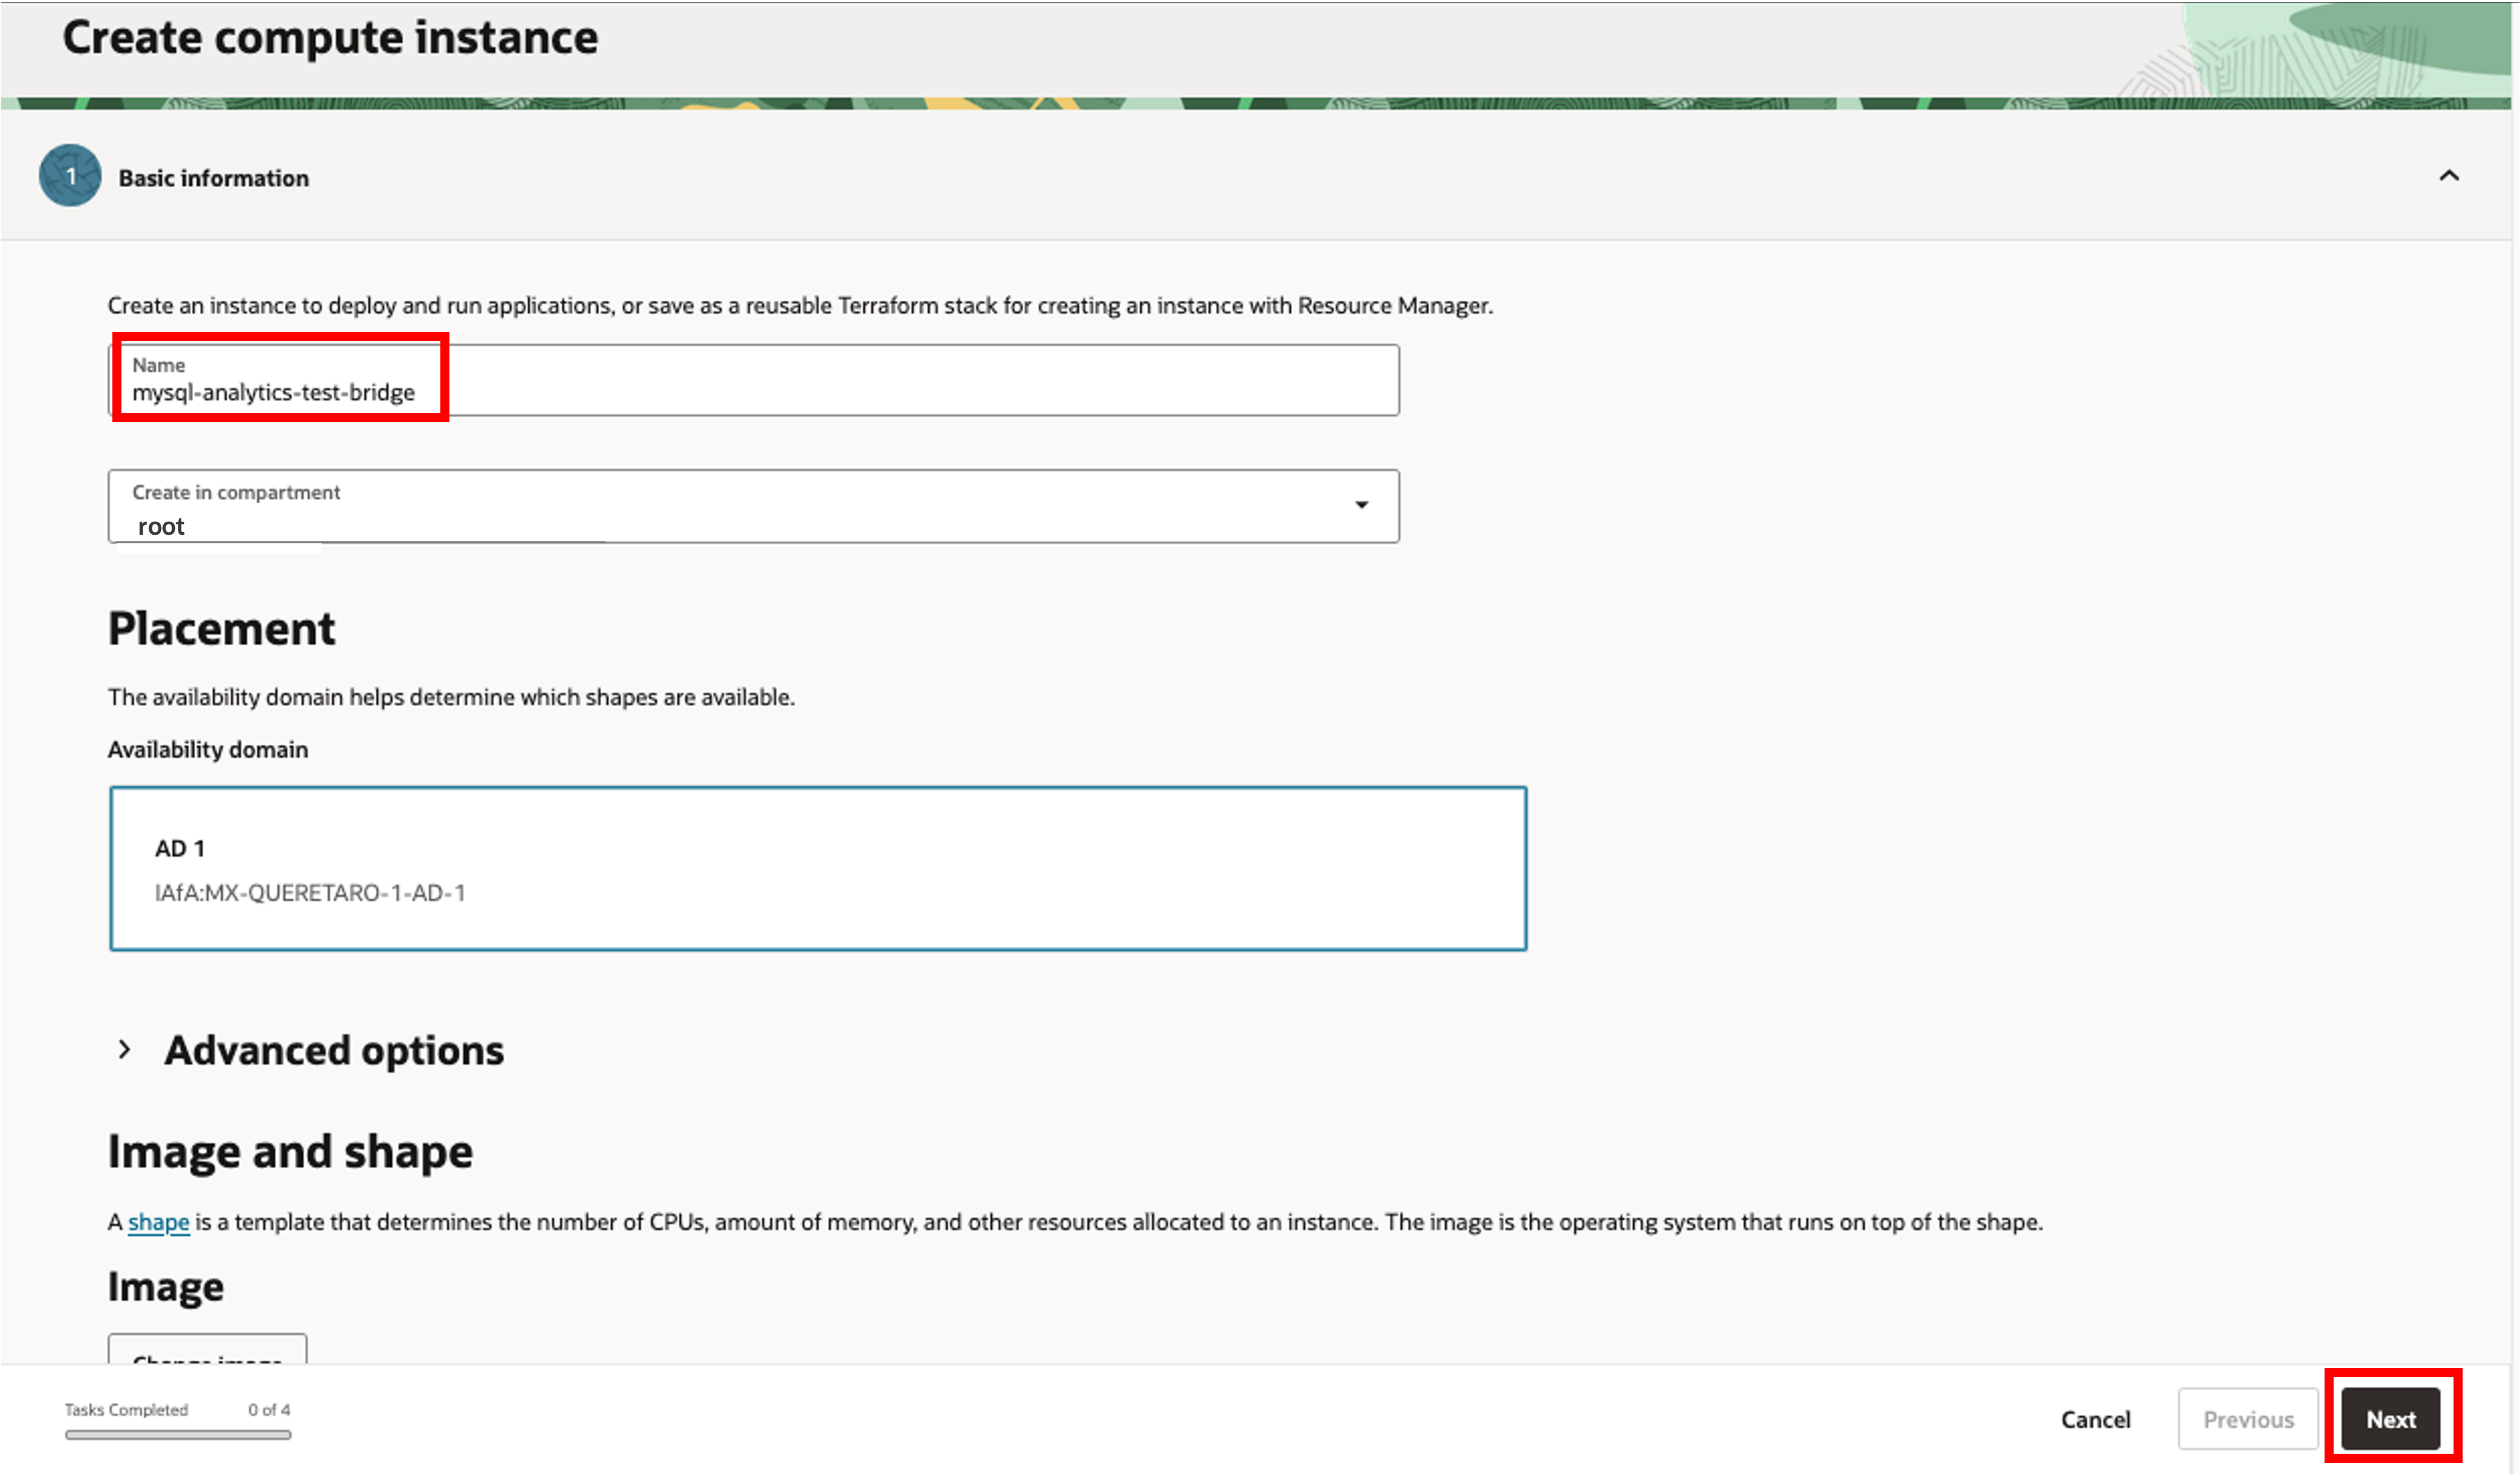 Create compute instance
1 Basic information
Create an instance to deploy and run applications, or save as a reusable Terraform stack for creating an instance with Resource Manager.
Name
mysql-analytics-test-bridge
Create in compartment
root
Placement
The availability domain helps determine which shapes are available.
Availability domain
AD 1
lAfA:MX-QUERETARO-1-AD-1
Advanced options
Image and shape
A shape is a template that determines the number of CPUs, amount of memory, and other resources allocated to an instance. The image is the operating system that runs on top of the shape.
Image
Change image
Tasks Completed 0 of 4
Cancel Previous Next